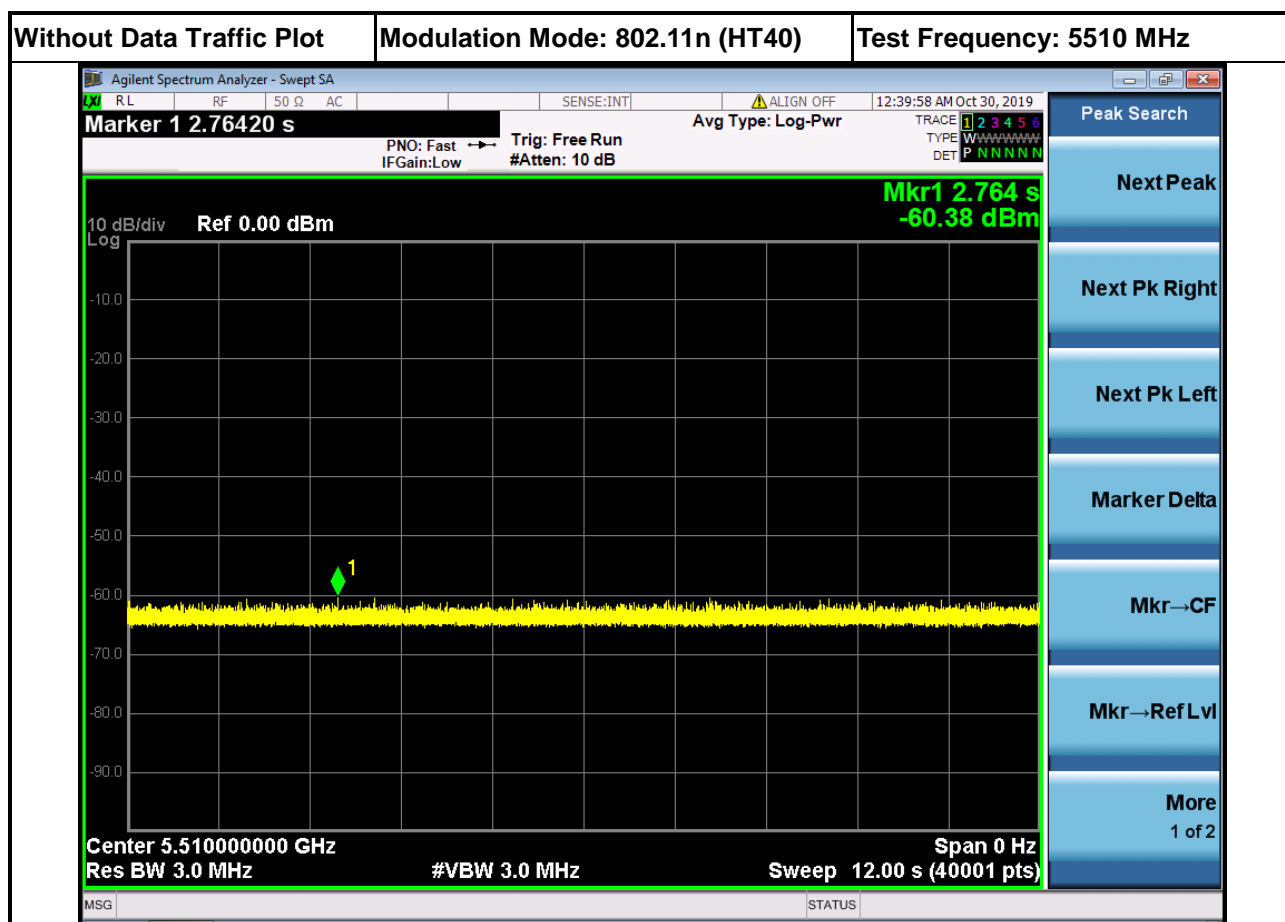 Without Data Traffic Plot Modulation Mode: 802.11n (HT40) Test Frequency: 5510 MHz
Agilent Spectrum Analyzer - Swept SA
LXI RL RF 50 Ω AC SENSE:INT ALIGN OFF 12:39:58 AM Oct 30, 2019
Marker 1 2.76420 s
PNO: Fast
IFGain:Low
Trig: Free Run
#Atten: 10 dB
Avg Type: Log-Pwr
TRACE 1 2 3 4 5 6
TYPE WWWWWW
DET P N N N N N
Mkr1 2.764 s
-60.38 dBm
10 dB/div Ref 0.00 dBm
Log
-10.0
-20.0
-30.0
-40.0
-50.0
-60.0
-70.0
-80.0
-90.0
1
Center 5.510000000 GHz Span 0 Hz
Res BW 3.0 MHz #VBW 3.0 MHz Sweep 12.00 s (40001 pts)
MSG STATUS
Peak Search
Next Peak
Next Pk Right
Next Pk Left
Marker Delta
Mkr→CF
Mkr→Ref Lvl
More
1 of 2